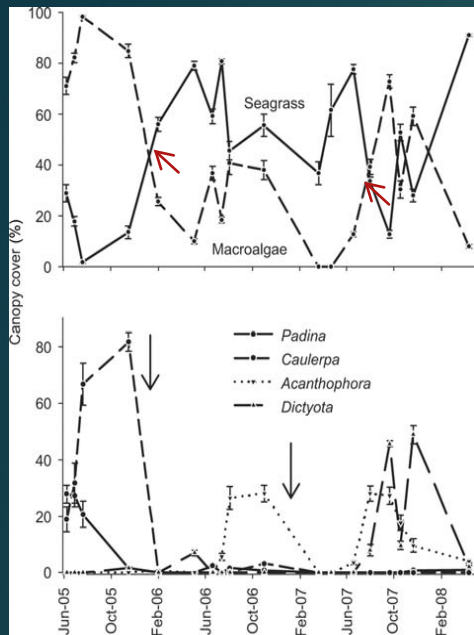 100
80
60
40
20
0
Seagrass
Macroalgae
Canopy cover (%)
80
60
40
20
0
Padina
Caulerpa
Acanthophora
Dictyota
Jun-05
Oct-05
Feb-06
Jun-06
Oct-06
Feb-07
Jun-07
Oct-07
Feb-08